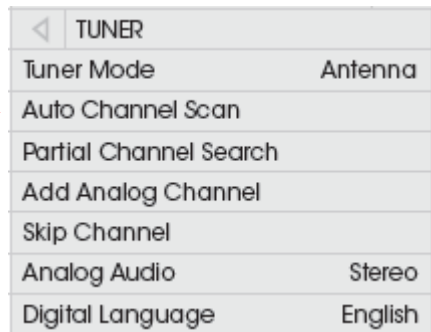 TUNER
Tuner Mode Antenna
Auto Channel Scan
Partial Channel Search
Add Analog Channel
Skip Channel
Analog Audio Stereo
Digital Language English